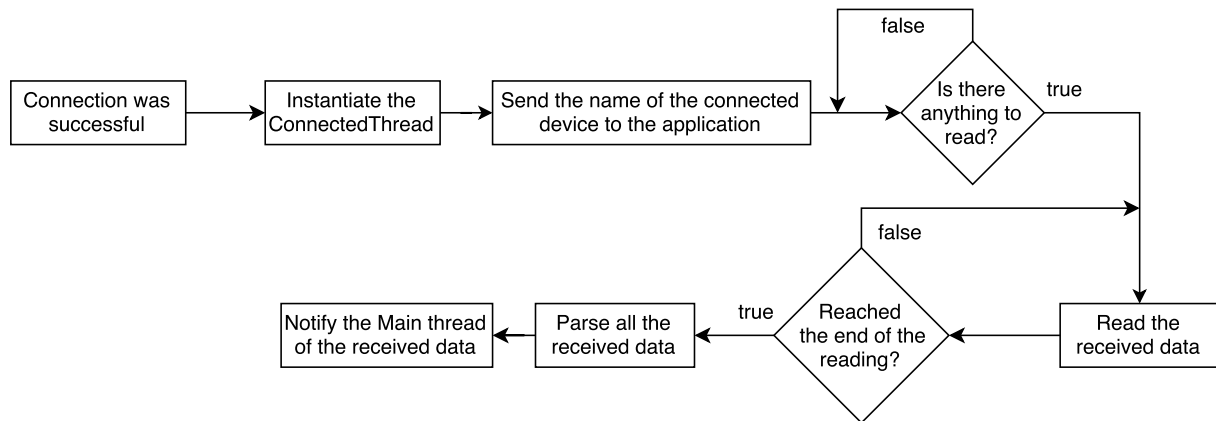 false
Connection was
successful
Instantiate the
ConnectedThread
Send the name of the connected
device to the application
Is there
anything to
read?
true
false
Notify the Main thread
of the received data
Parse all the
received data
true
Reached
the end of the
reading?
Read the
received data